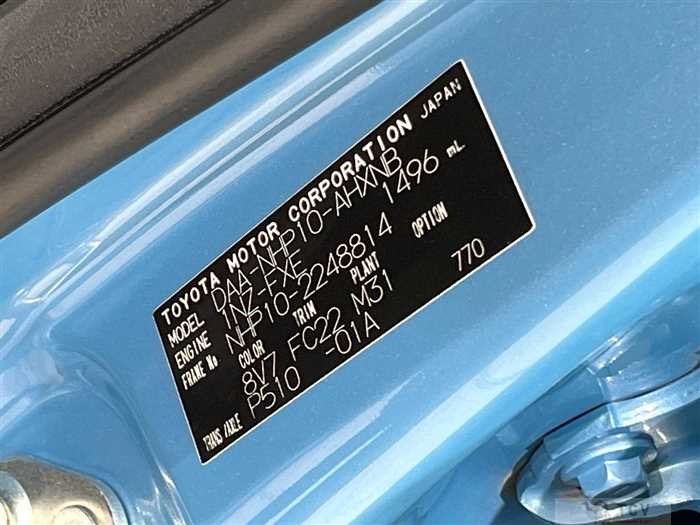 TOYOTA MOTOR CORPORATION JAPAN
MODEL DAA-NHP10-AHXNB
ENGINE 1NZ-FXE 1496 mL
FRAME No NHP10-2248814
COLOR TRIM PLANT OPTION
8V7 FC22 M31 770
TRANS/AXLE P510 -01A